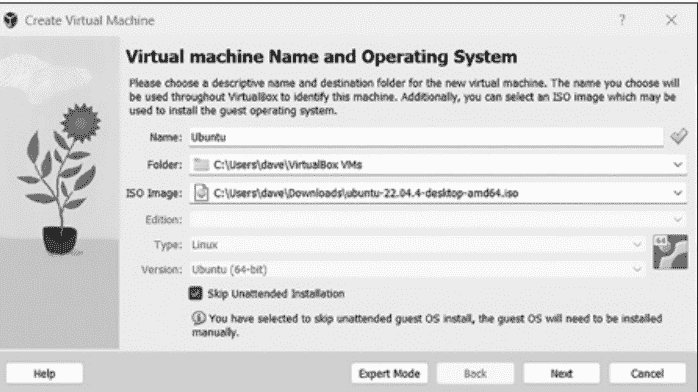 Create Virtual Machine
? ×
Virtual machine Name and Operating System
Please choose a descriptive name and destination folder for the new virtual machine. The name you choose will
be used throughout VirtualBox to identify this machine. Additionally, you can select an ISO image which may be
used to install the guest operating system.
Name: Ubuntu
Folder: C:\Users\dave\VirtualBox VMs
ISO Image: C:\Users\dave\Downloads\ubuntu-22.04.4-desktop-amd64.iso
Edition:
Type: Linux
64
Version: Ubuntu (64-bit)
Skip Unattended Installation
You have selected to skip unattended guest OS install, the guest OS will need to be installed
manually.
Help Expert Mode Back Next Cancel